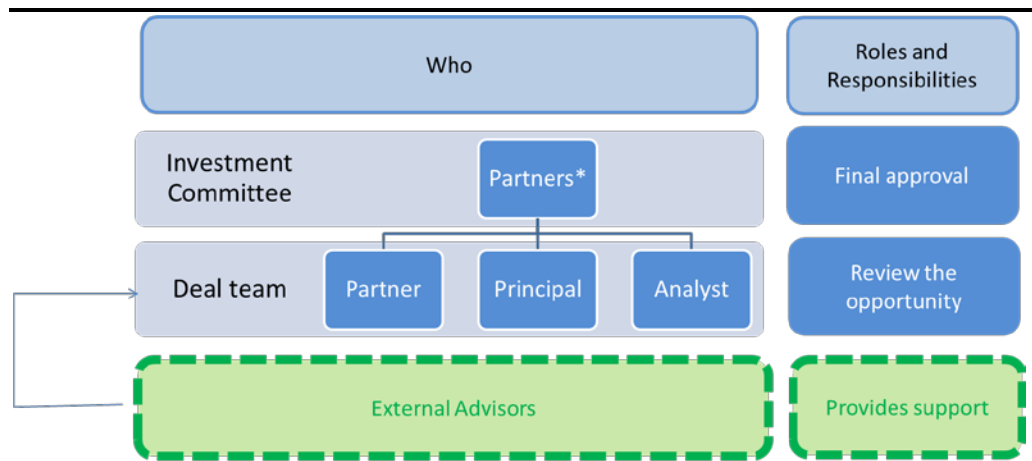 Who
Roles and
Responsibilities
Investment
Committee
Partners*
Final approval
Deal team
Partner
Principal
Analyst
Review the
opportunity
External Advisors
Provides support